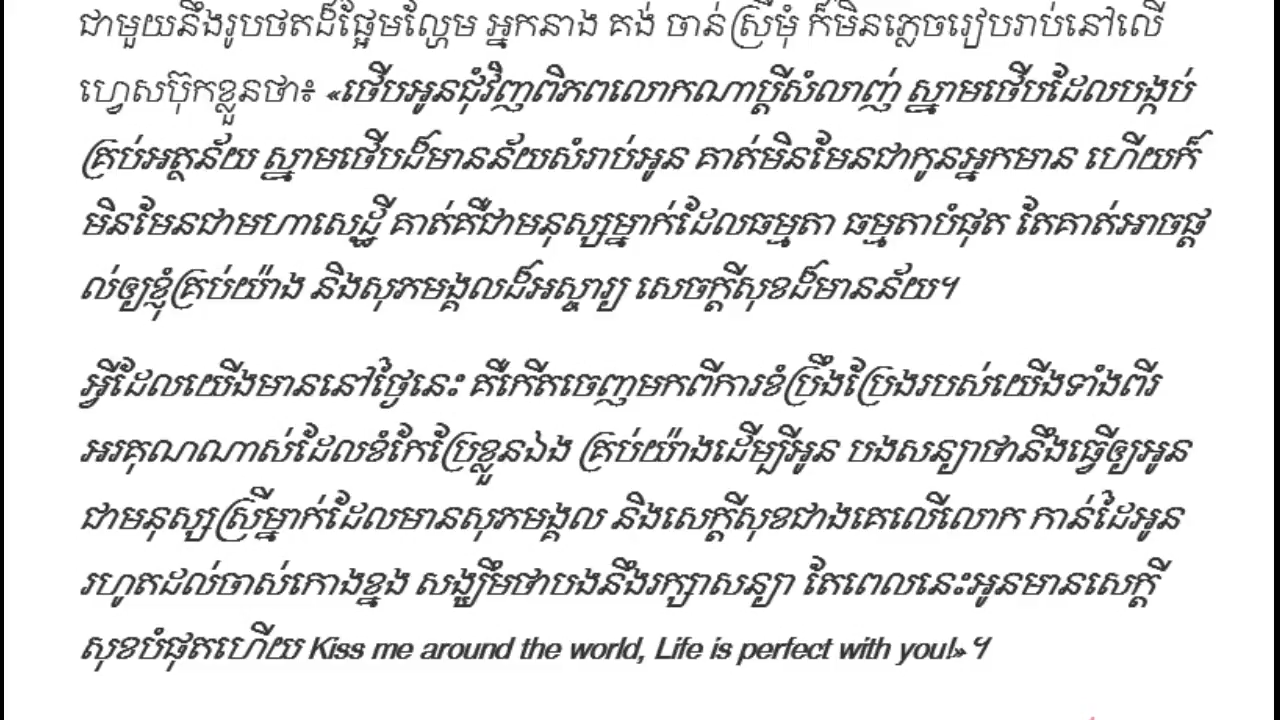 ជាមួយនឹងរូបថតដ៏ផ្អែមល្ហែម អ្នកនាង គង់ ចាន់ស្រីមុំ ក៏មិនភ្លេចរៀបរាប់នៅលើ
ហ្វេសប៊ុកខ្លួនថា៖ «ថើបអូនជុំវិញពិភពលោកណាប្ដីសំលាញ់ ស្នាមថើបដែលបង្កប់
គ្រប់អត្ថន័យ ស្នាមថើបដ៏មានន័យសំរាប់អូន គាត់មិនមែនជាកូនអ្នកមាន ហើយក៏
មិនមែនជាមហាសេដ្ឋី គាត់គឺជាមនុស្សម្នាក់ដែលធម្មតា ធម្មតាបំផុត តែគាត់អាចផ្ត
ល់ឲ្យខ្ញុំគ្រប់យ៉ាង និងសុភមង្គលដ៏អស្ចារ្យ សេចក្ដីសុខដ៏មានន័យ។
អ្វីដែលយើងមាននៅថ្ងៃនេះ គឺកើតចេញមកពីការខំប្រឹងប្រែងរបស់យើងទាំងពីរ
អរគុណណាស់ដែលខំកែប្រែខ្លួនឯង គ្រប់យ៉ាងដើម្បីអូន បងសន្យាថានឹងធ្វើឲ្យអូន
ជាមនុស្សស្រីម្នាក់ដែលមានសុភមង្គល និងសេក្ដីសុខជាងគេលើលោក កាន់ដៃអូន
រហូតដល់ចាស់កោងខ្នង សង្ឃឹមថាបងនឹងរក្សាសន្យា តែពេលនេះអូនមានសេក្ដី
សុខបំផុតហើយ Kiss me around the world, Life is perfect with you!»។